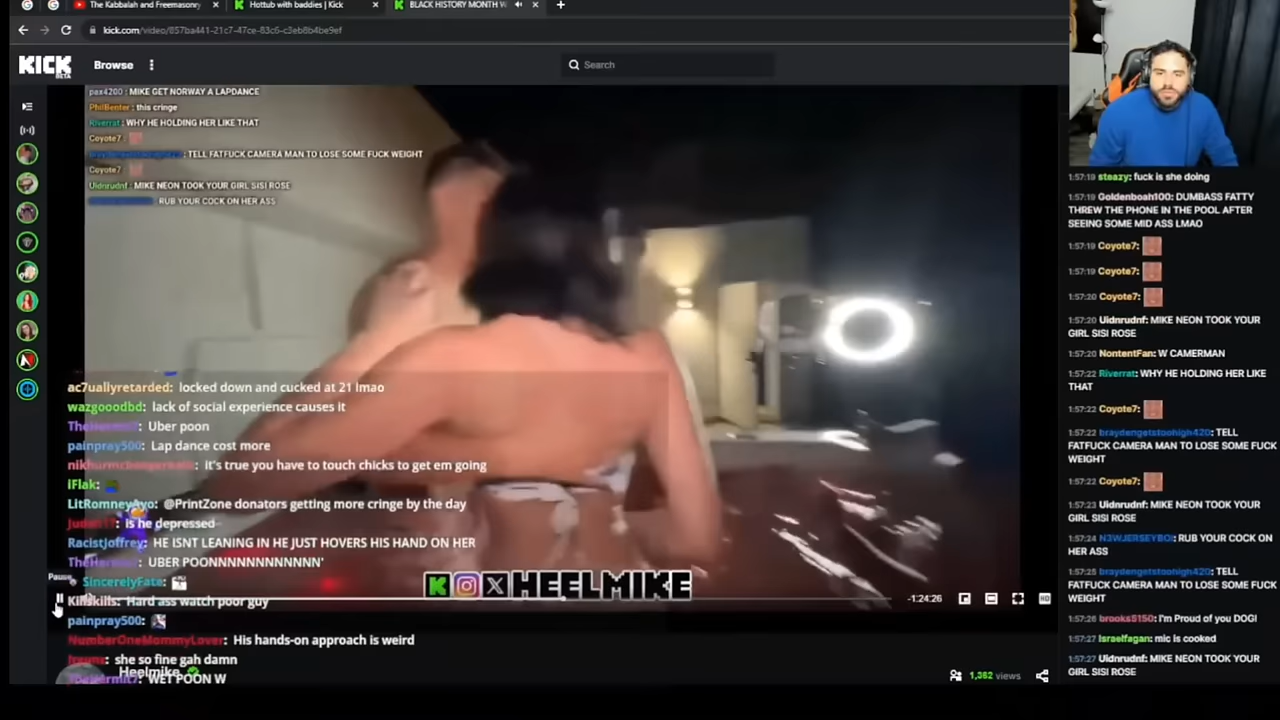 The Kabbalah and Freemasonry
Hottub with baddies | Kick
BLACK HISTORY MONTH
kick.com/video/857ba441-21c7-47ce-83c6-c3eb8b4be9ef
KICK
BETA
Browse
Search
pax4200: MIKE GET NORWAY A LAPDANCE
PhilBenter: this cringe
Riverrat: WHY HE HOLDING HER LIKE THAT
Coyote7:
: TELL FATFUCK CAMERA MAN TO LOSE SOME FUCK WEIGHT
Coyote7:
Uidnrudnf: MIKE NEON TOOK YOUR GIRL SISI ROSE
: RUB YOUR COCK ON HER ASS
ac7uallyretarded: locked down and cucked at 21 lmao
wazgooodbd: lack of social experience causes it
Uber poon
painpray500: Lap dance cost more
it's true you have to touch chicks to get em going
iFlak:
LitRomneyAyo: @PrintZone donators getting more cringe by the day
is he depressed
RacistJoffrey: HE ISNT LEANING IN HE JUST HOVERS HIS HAND ON HER
UBER POONNNNNNNNNNNN'
Pause
SincerelyFate:
Killskills: Hard ass watch poor guy
painpray500:
NumberOneMommyLover: His hands-on approach is weird
she so fine gah damn
Heelmike
WET POON W
K X HEELMIKE
-1:24:26
HD
1,362 views
1:57:19 steazy: fuck is she doing
1:57:19 Goldenboah100: DUMBASS FATTY
THREW THE PHONE IN THE POOL AFTER
SEEING SOME MID ASS LMAO
1:57:19 Coyote7:
1:57:19 Coyote7:
1:57:20 Coyote7:
1:57:20 Uidnrudnf: MIKE NEON TOOK YOUR
GIRL SISI ROSE
1:57:20 NontentFan: W CAMERMAN
1:57:22 Riverrat: WHY HE HOLDING HER LIKE
THAT
1:57:22 Coyote7:
1:57:22 braydengetstoohigh420: TELL
FATFUCK CAMERA MAN TO LOSE SOME FUCK
WEIGHT
1:57:22 Coyote7:
1:57:23 Uidnrudnf: MIKE NEON TOOK YOUR
GIRL SISI ROSE
1:57:24 N3WJERSEYBOI: RUB YOUR COCK ON
HER ASS
1:57:25 braydengetstoohigh420: TELL
FATFUCK CAMERA MAN TO LOSE SOME FUCK
WEIGHT
1:57:26 brooks5150: I'm Proud of you DOG!
1:57:27 Israelfagan: mic is cooked
1:57:27 Uidnrudnf: MIKE NEON TOOK YOUR
GIRL SISI ROSE